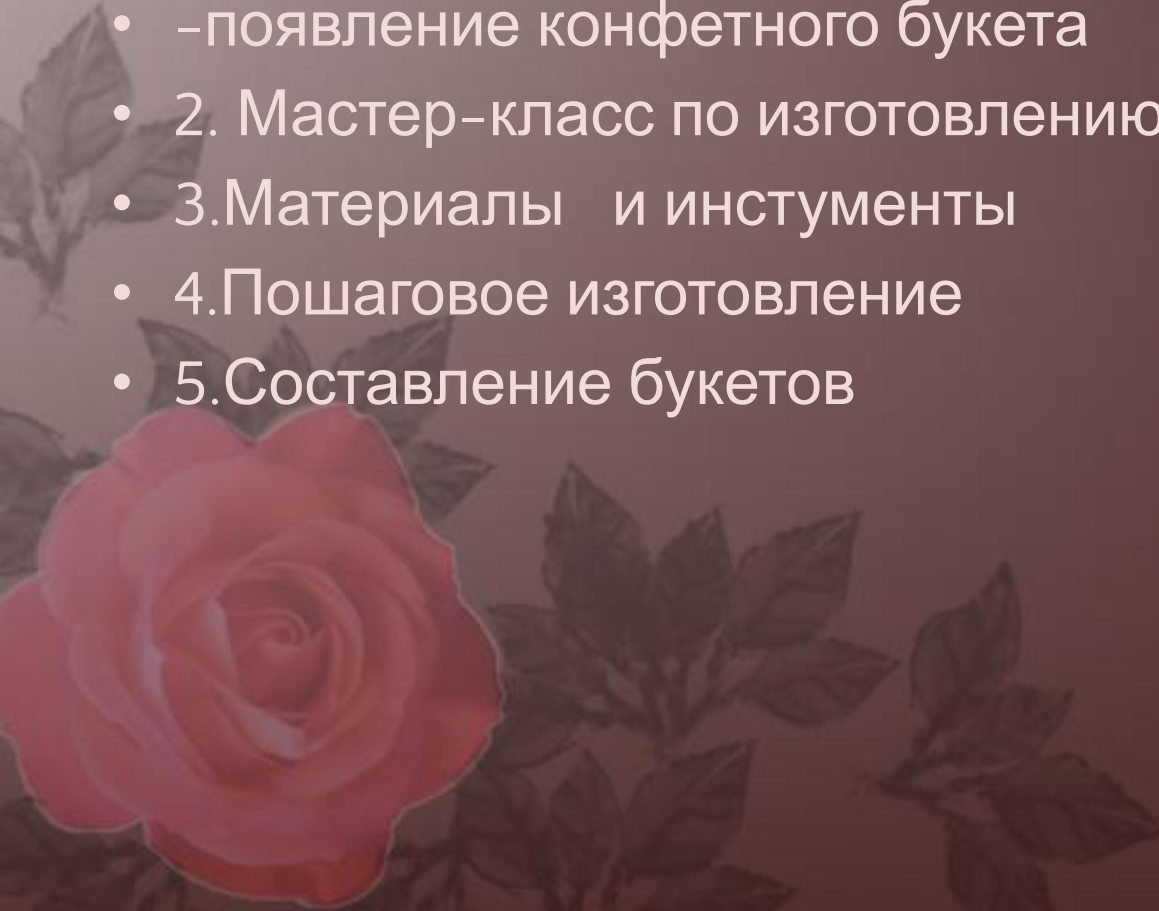 • –появление конфетного букета
• 2. Мастер–класс по изготовлению
• 3.Материалы и инстументы
• 4.Пошаговое изготовление
• 5.Составление букетов